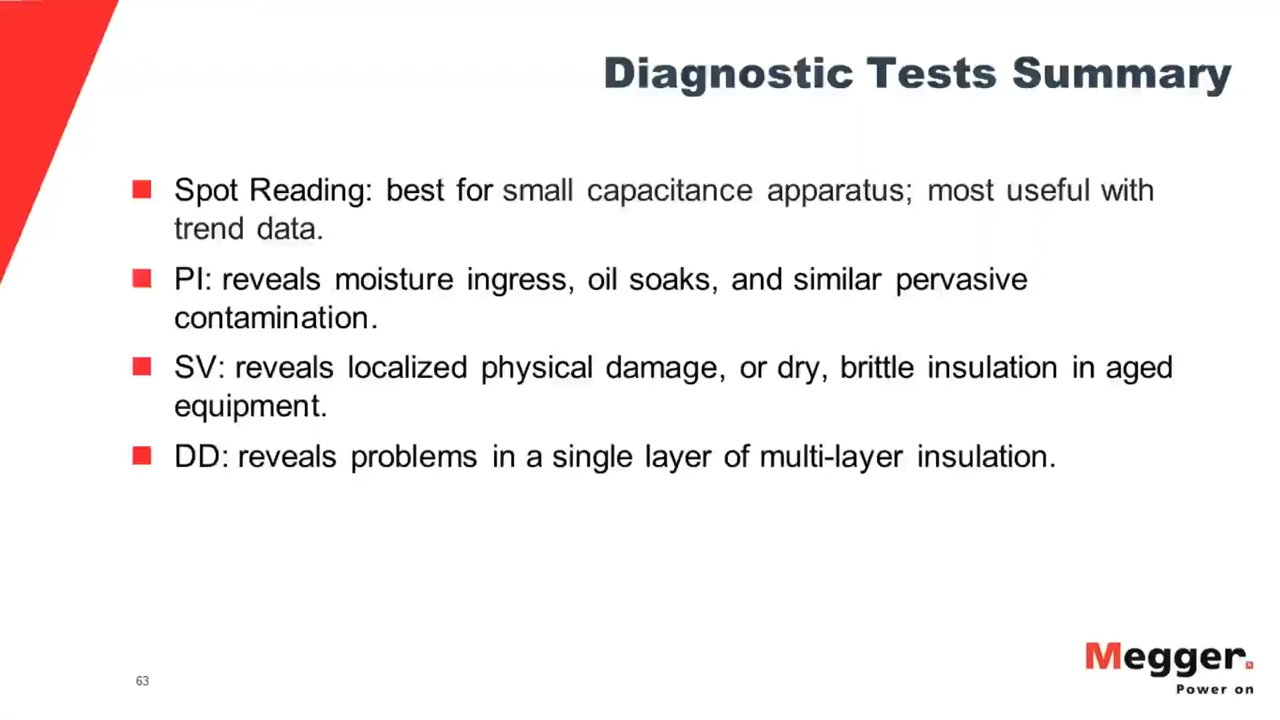 Diagnostic Tests Summary
Spot Reading: best for small capacitance apparatus; most useful with
trend data.
PI: reveals moisture ingress, oil soaks, and similar pervasive
contamination.
SV: reveals localized physical damage, or dry, brittle insulation in aged
equipment.
DD: reveals problems in a single layer of multi-layer insulation.
Megger.
Power on
63